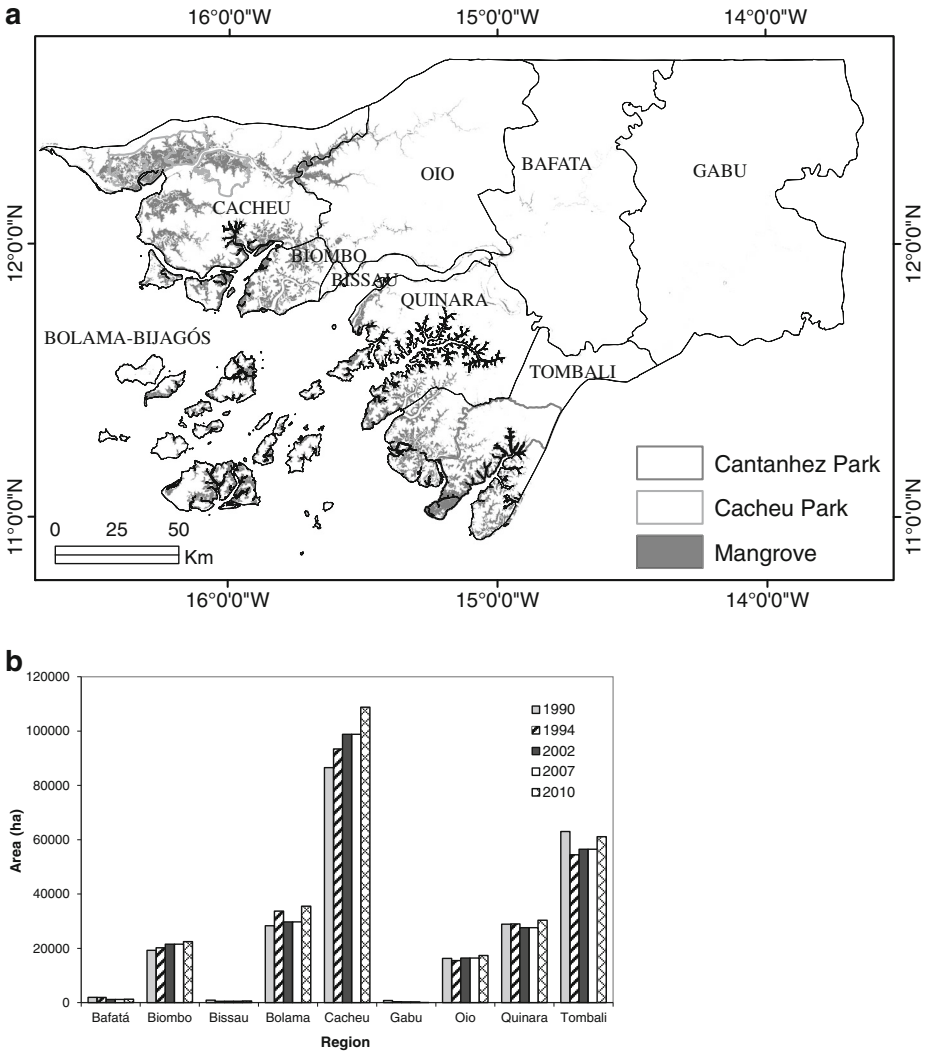 a
16°0'0"W 15°0'0"W 14°0'0"W
12°0'0"N 12°0'0"N
11°0'0"N 11°0'0"N
OIO
BAFATA
GABU
CACHEU
BIOMBO
BISSAU
QUINARA
BOLAMA-BIJAGÓS
TOMBALI
Cantanhez Park
Cacheu Park
Mangrove
0 25 50
Km
16°0'0"W 15°0'0"W 14°0'0"W
b
120000
100000
80000
60000
40000
20000
0
Area (ha)
1990
1994
2002
2007
2010
Bafatá Biombo Bissau Bolama Cacheu Gabu Oio Quinara Tombali
Region